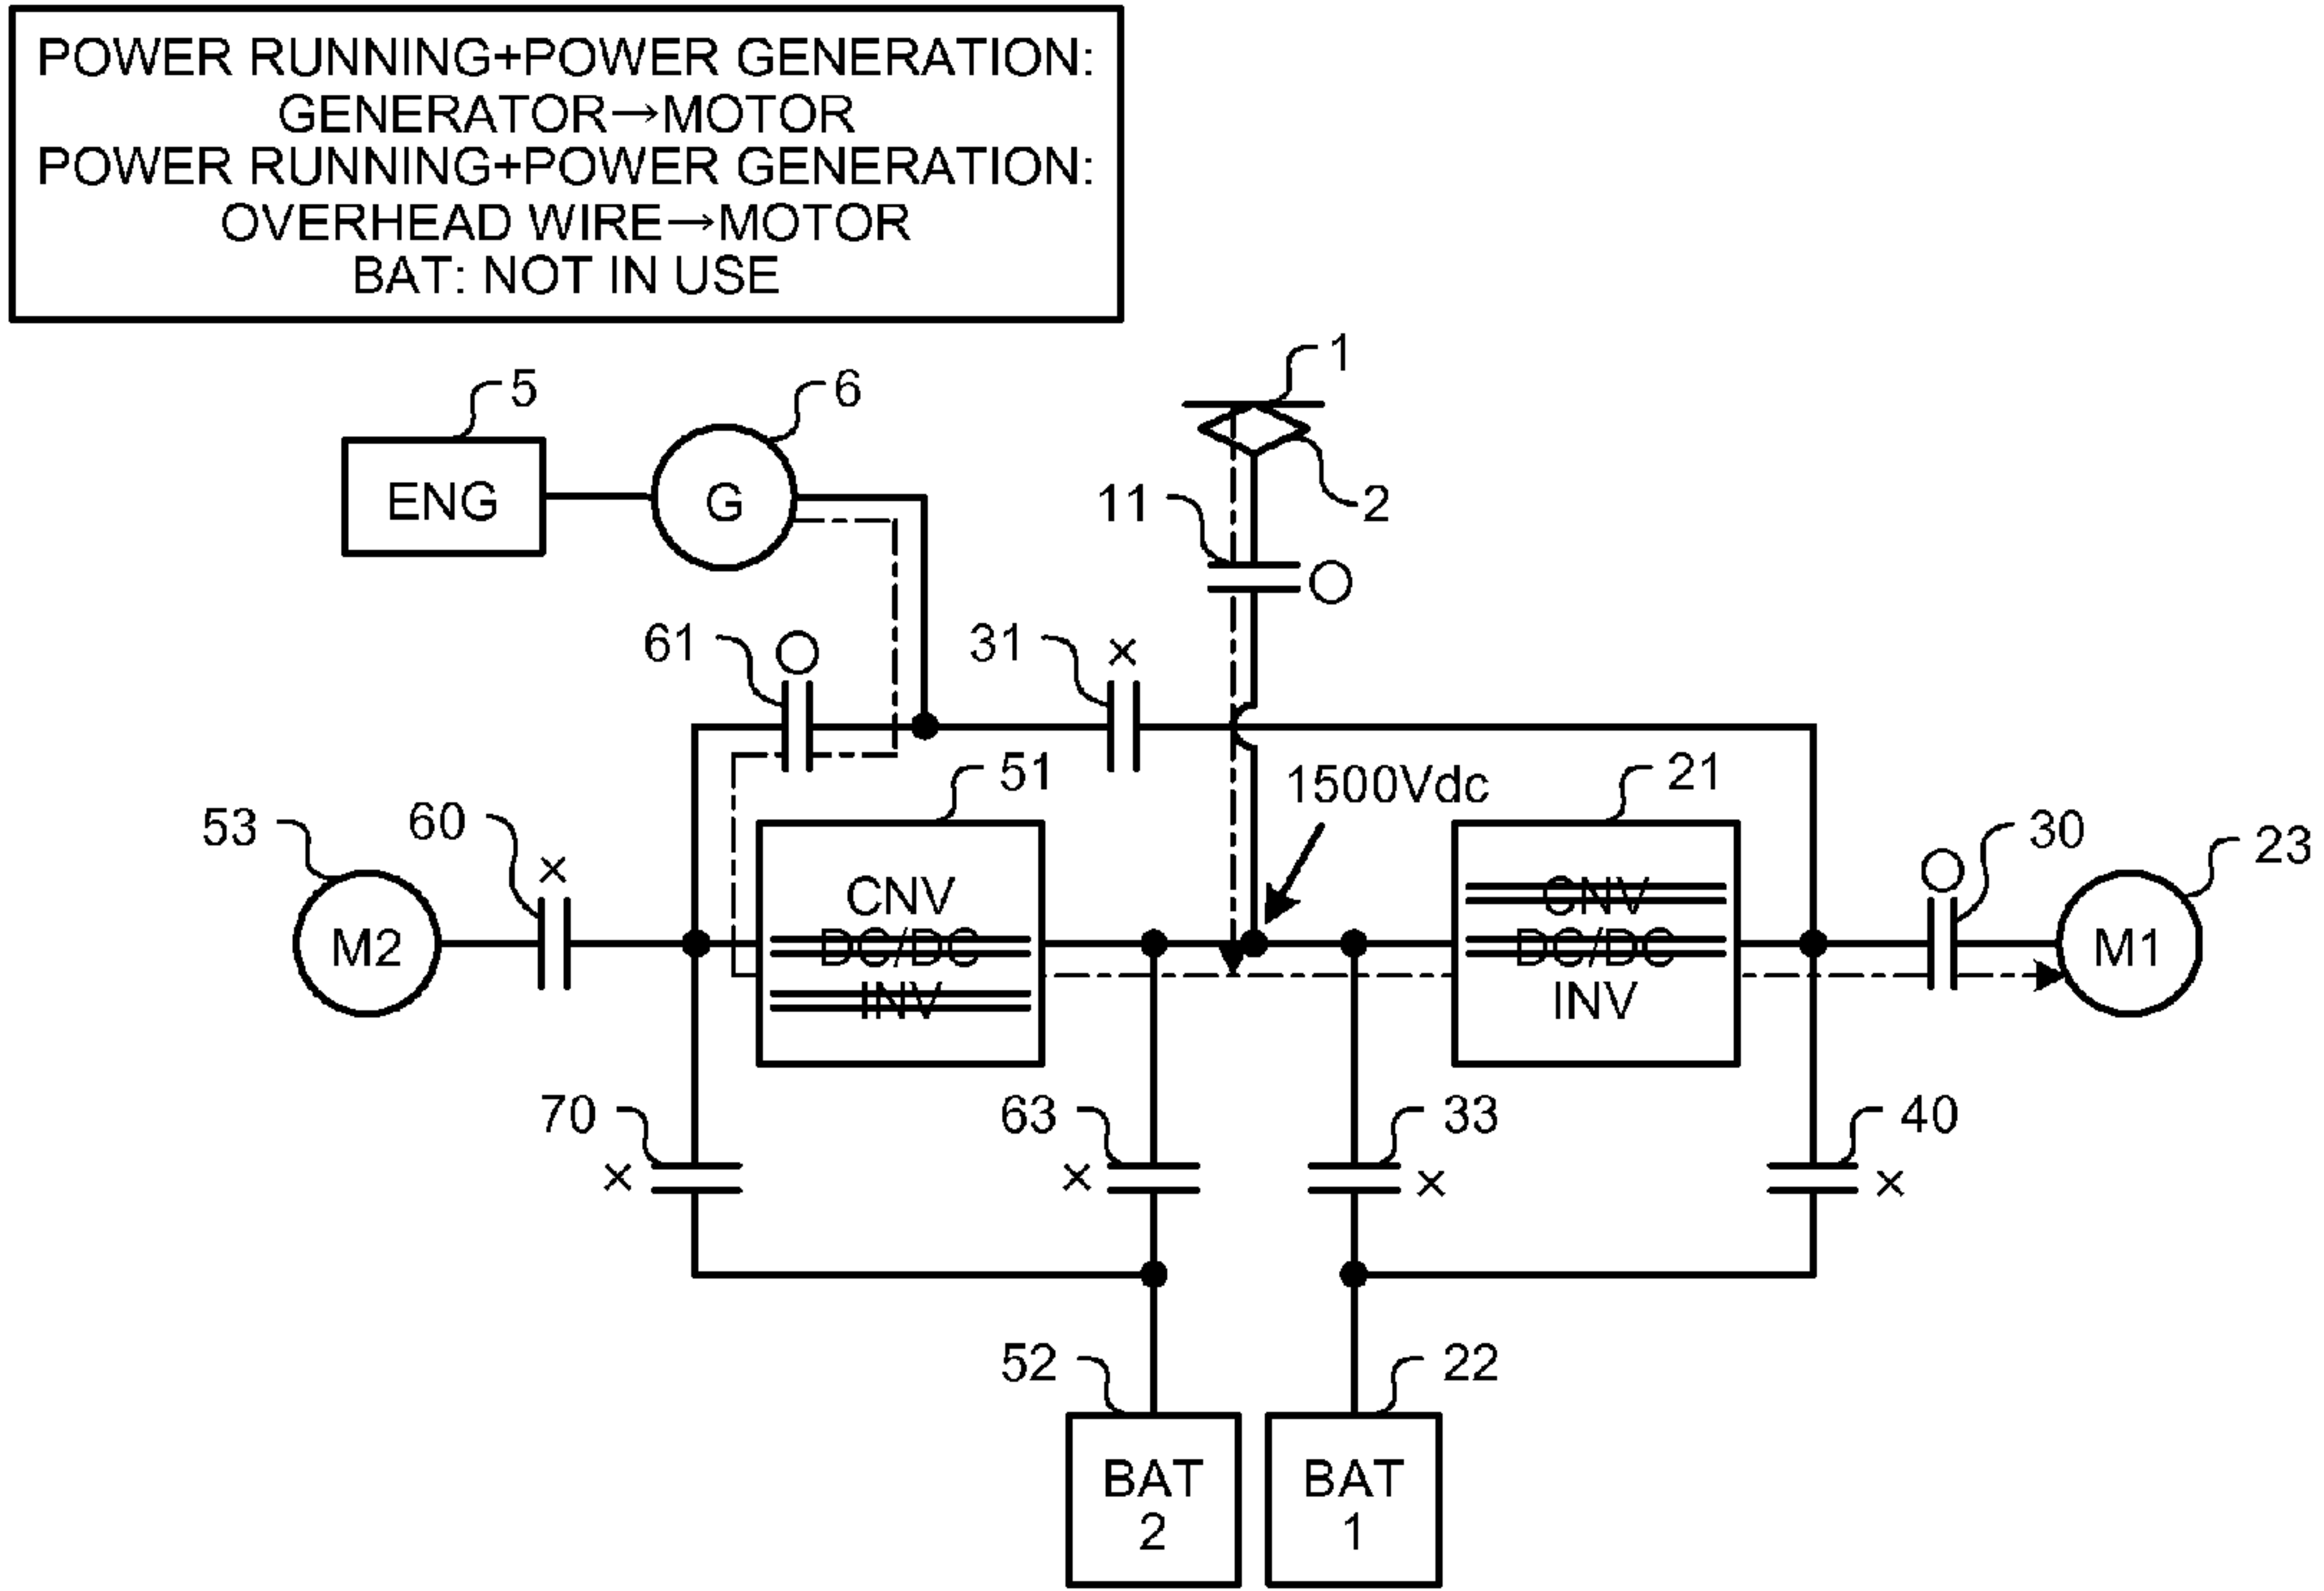 POWER RUNNING+POWER GENERATION:
GENERATOR→MOTOR
POWER RUNNING+POWER GENERATION:
OVERHEAD WIRE→MOTOR
BAT: NOT IN USE
1
5
6
ENG
G
11
2
○
61
○
31
×
53
60
×
51
1500Vdc
21
30
○
23
M2
CNV
DC/DC
INV
CNV
DC/DC
INV
M1
70
×
63
×
33
×
40
×
52
22
BAT
2
BAT
1